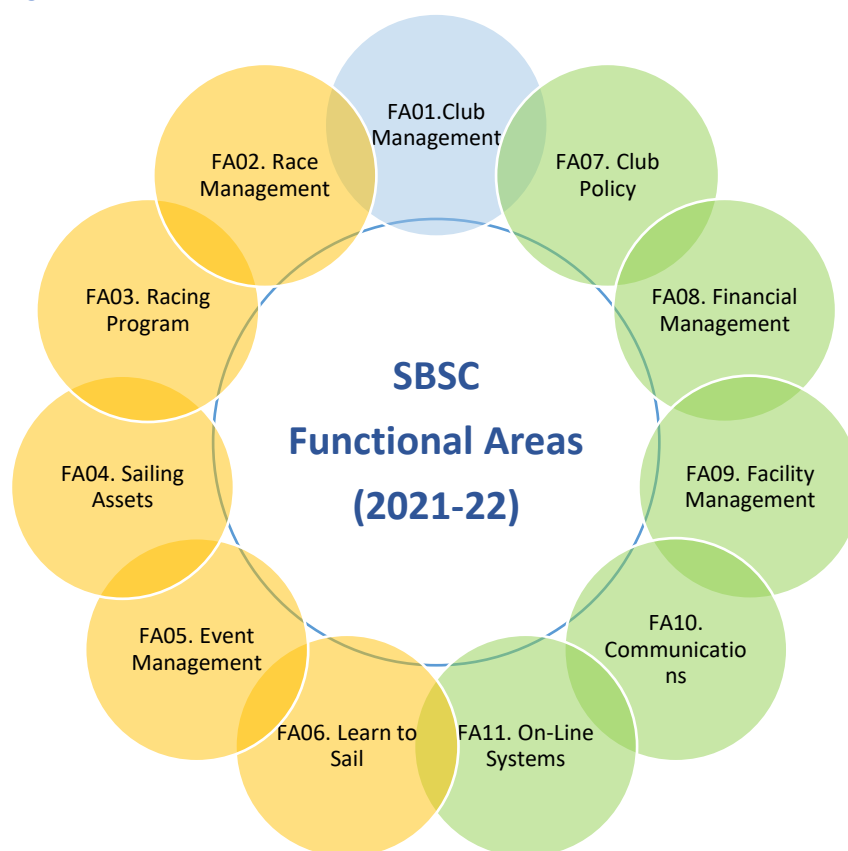 FA01.Club
Management
FA02. Race
Management
FA07. Club
Policy
FA03. Racing
Program
FA08. Financial
Management
SBSC
Functional Areas
(2021-22)
FA04. Sailing
Assets
FA09. Facility
Management
FA05. Event
Management
FA10.
Communicatio
ns
FA06. Learn to
Sail
FA11. On-Line
Systems